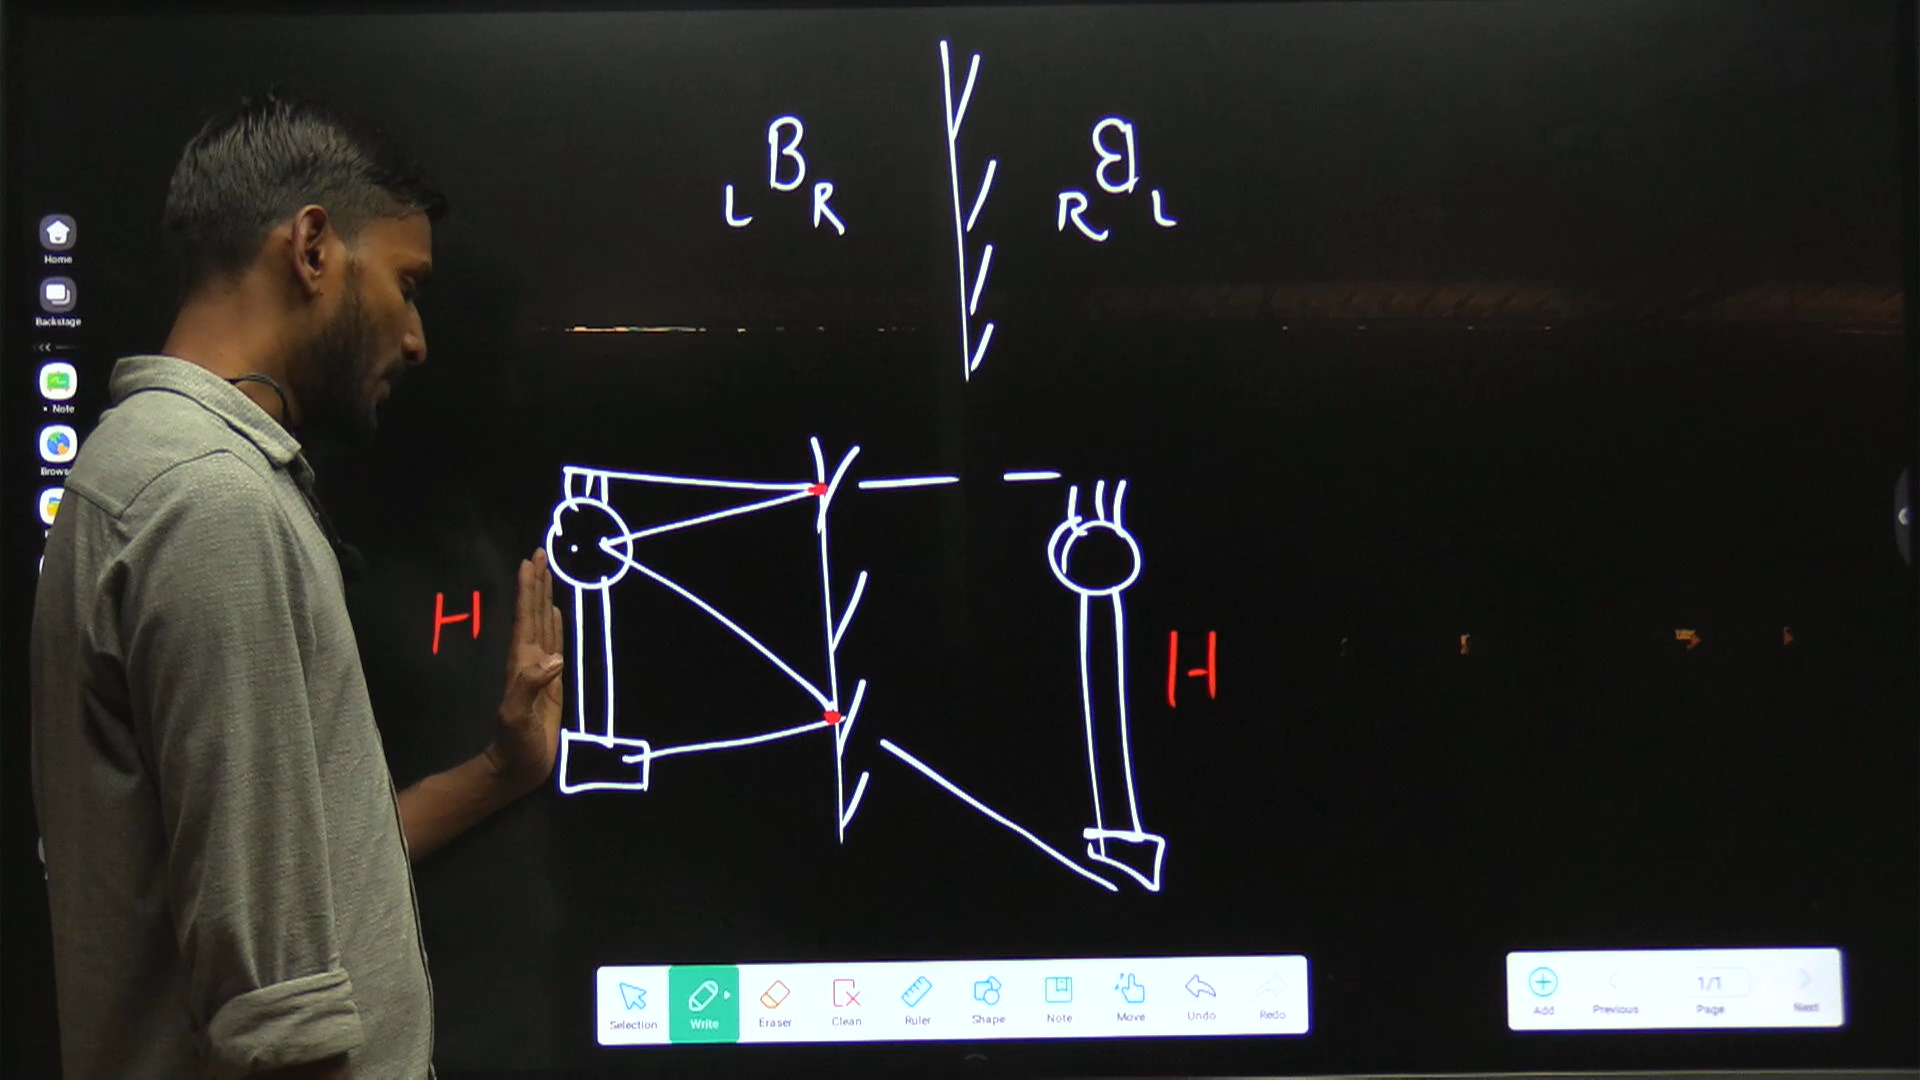 B B
L R R L
H
H
Home
Backstage
Note
Brows
Selection Write Eraser Clean Ruler Shape Note Move Undo Redo
Add Previous 1/1 Page Next